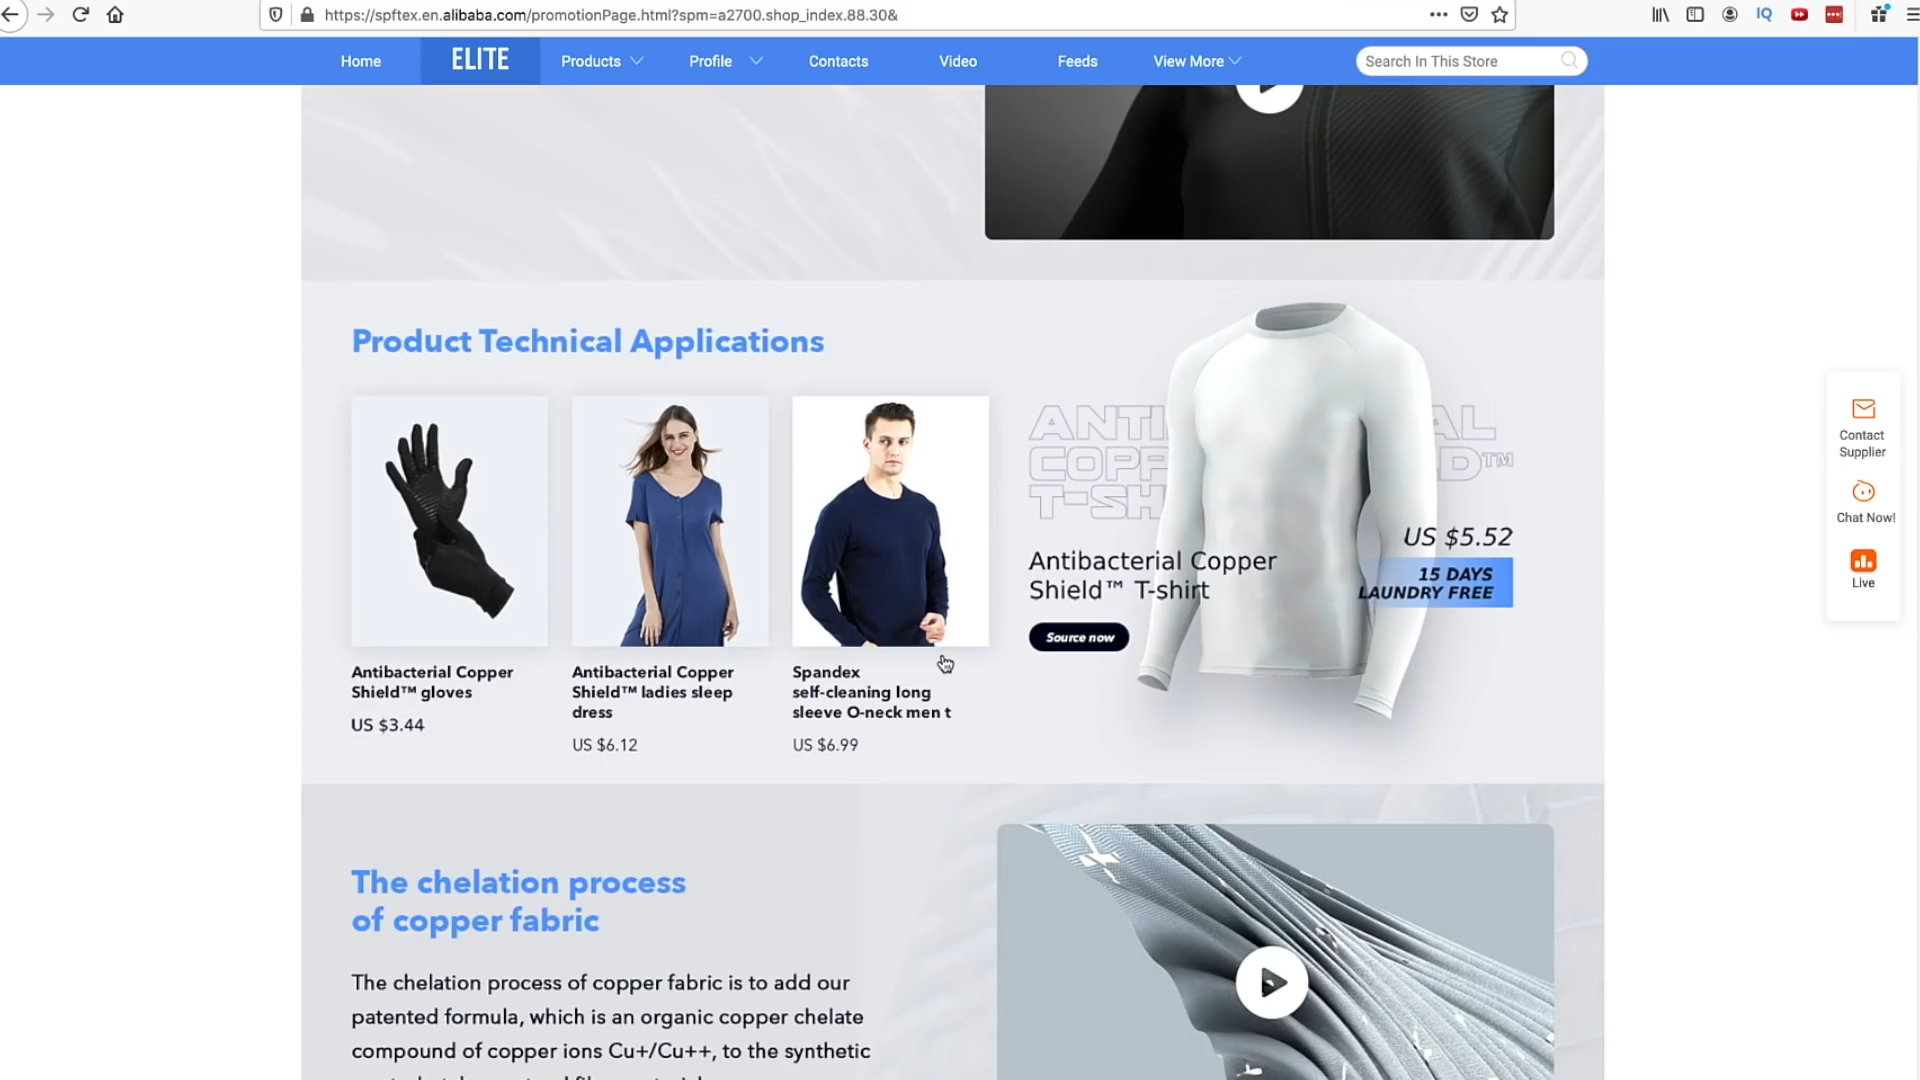 https://spftex.en.alibaba.com/promotionPage.html?spm=a2700.shop_index.88.30&
IQ
Home
ELITE
Products
Profile
Contacts
Video
Feeds
View More
Search In This Store
Product Technical Applications
Antibacterial Copper
Shield™ gloves
US $3.44
Antibacterial Copper
Shield™ ladies sleep
dress
US $6.12
Spandex
self-cleaning long
sleeve O-neck men t
US $6.99
US $5.52
Antibacterial Copper
Shield™ T-shirt
15 DAYS
LAUNDRY FREE
Source now
Contact
Supplier
Chat Now!
Live
The chelation process
of copper fabric
The chelation process of copper fabric is to add our
patented formula, which is an organic copper chelate
compound of copper ions Cu+/Cu++, to the synthetic